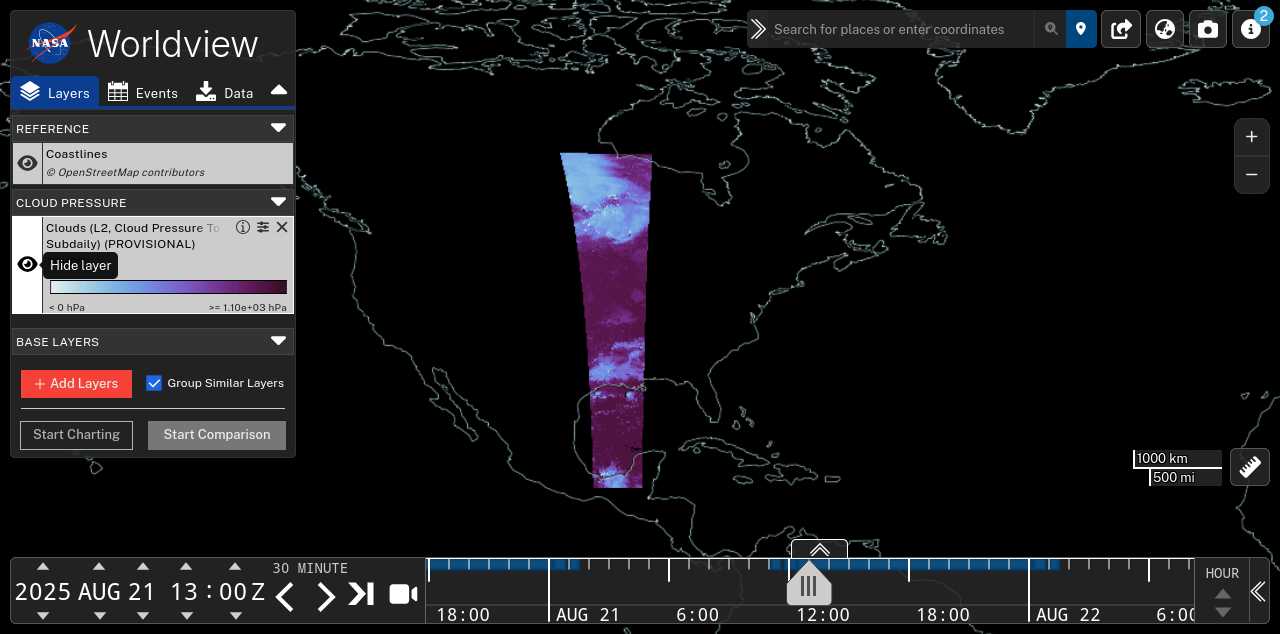 NASA Worldview
Search for places or enter coordinates
2
Layers
Events
Data
REFERENCE
Coastlines
© OpenStreetMap contributors
CLOUD PRESSURE
Clouds (L2, Cloud Pressure To
Subdaily) (PROVISIONAL)
Hide layer
< 0 hPa
>= 1.10e+03 hPa
BASE LAYERS
+ Add Layers
Group Similar Layers
Start Charting
Start Comparison
+
−
1000 km
500 mi
30 MINUTE
2025 AUG 21 13:00 Z
18:00
AUG 21
6:00
12:00
18:00
AUG 22
6:00
HOUR